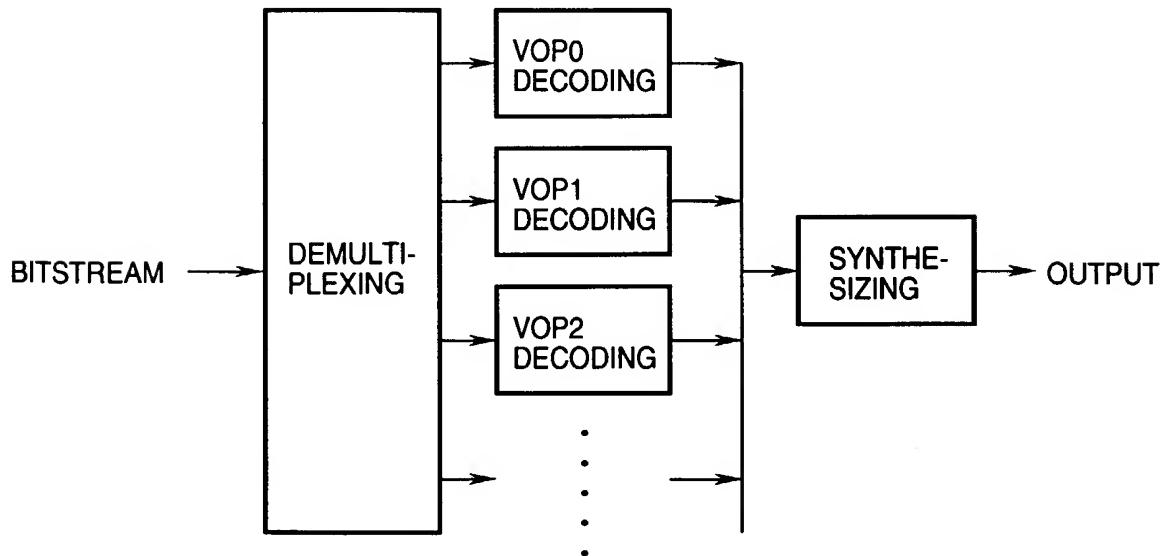 VOP0
DECODING
VOP1
DECODING
BITSTREAM
DEMULTI-
PLEXING
SYNTHE-
SIZING
OUTPUT
VOP2
DECODING